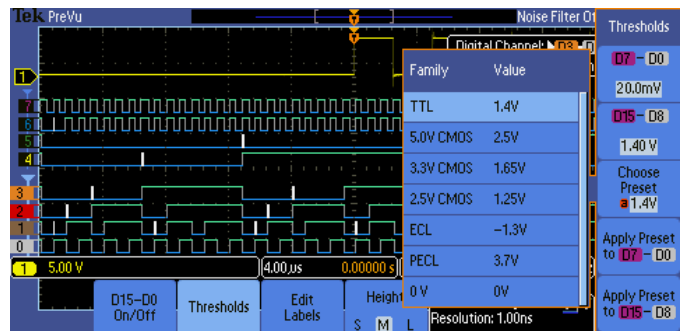 Tek PreVu
Noise Filter Of
Thresholds
Digital Channel: D3
D7 - D0
20.0mV
D15 - D8
1.40 V
Choose
Preset
a 1.4V
Apply Preset
to D7 - D0
Apply Preset
to D15 - D8
Family Value
TTL 1.4V
5.0V CMOS 2.5V
3.3V CMOS 1.65V
2.5V CMOS 1.25V
ECL −1.3V
PECL 3.7V
0 V 0V
1
7
6
5
4
3
2
1
0
1 5.00 V 4.00µs 0.00000 s
D15−D0
On/Off
Thresholds
Edit
Labels
Height
S M L
Resolution: 1.00ns